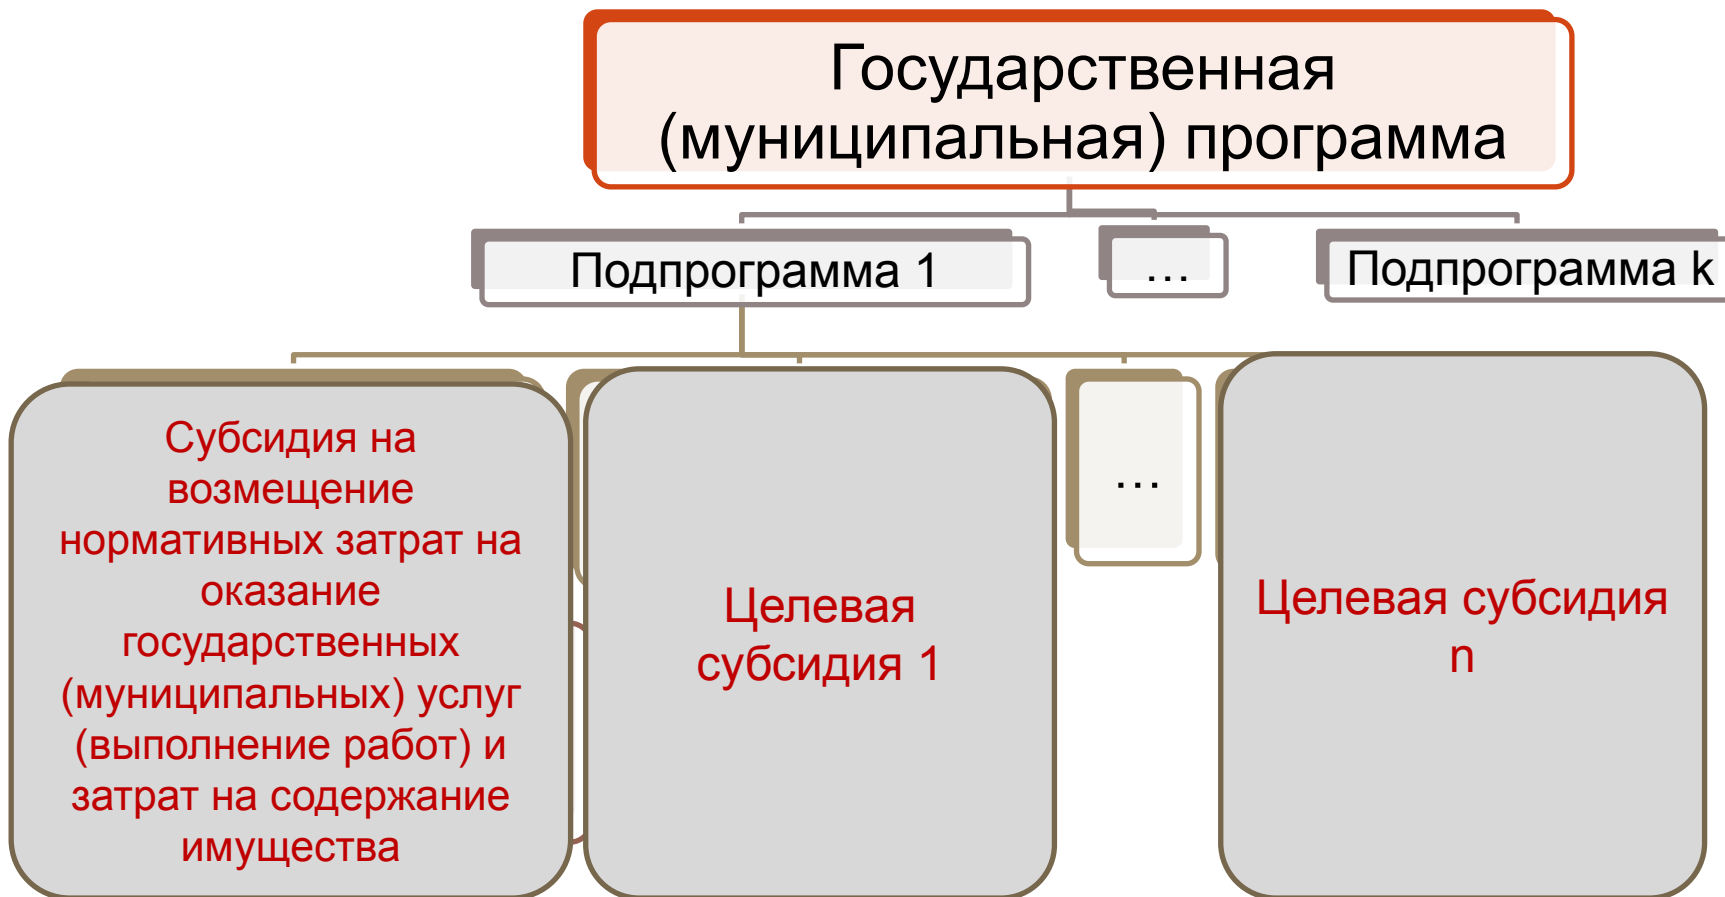 Государственная
(муниципальная) программа
Подпрограмма 1
...
Подпрограмма k
Субсидия на
возмещение
нормативных затрат на
оказание
государственных
(муниципальных) услуг
(выполнение работ) и
затрат на содержание
имущества
Целевая
субсидия 1
...
Целевая субсидия
n